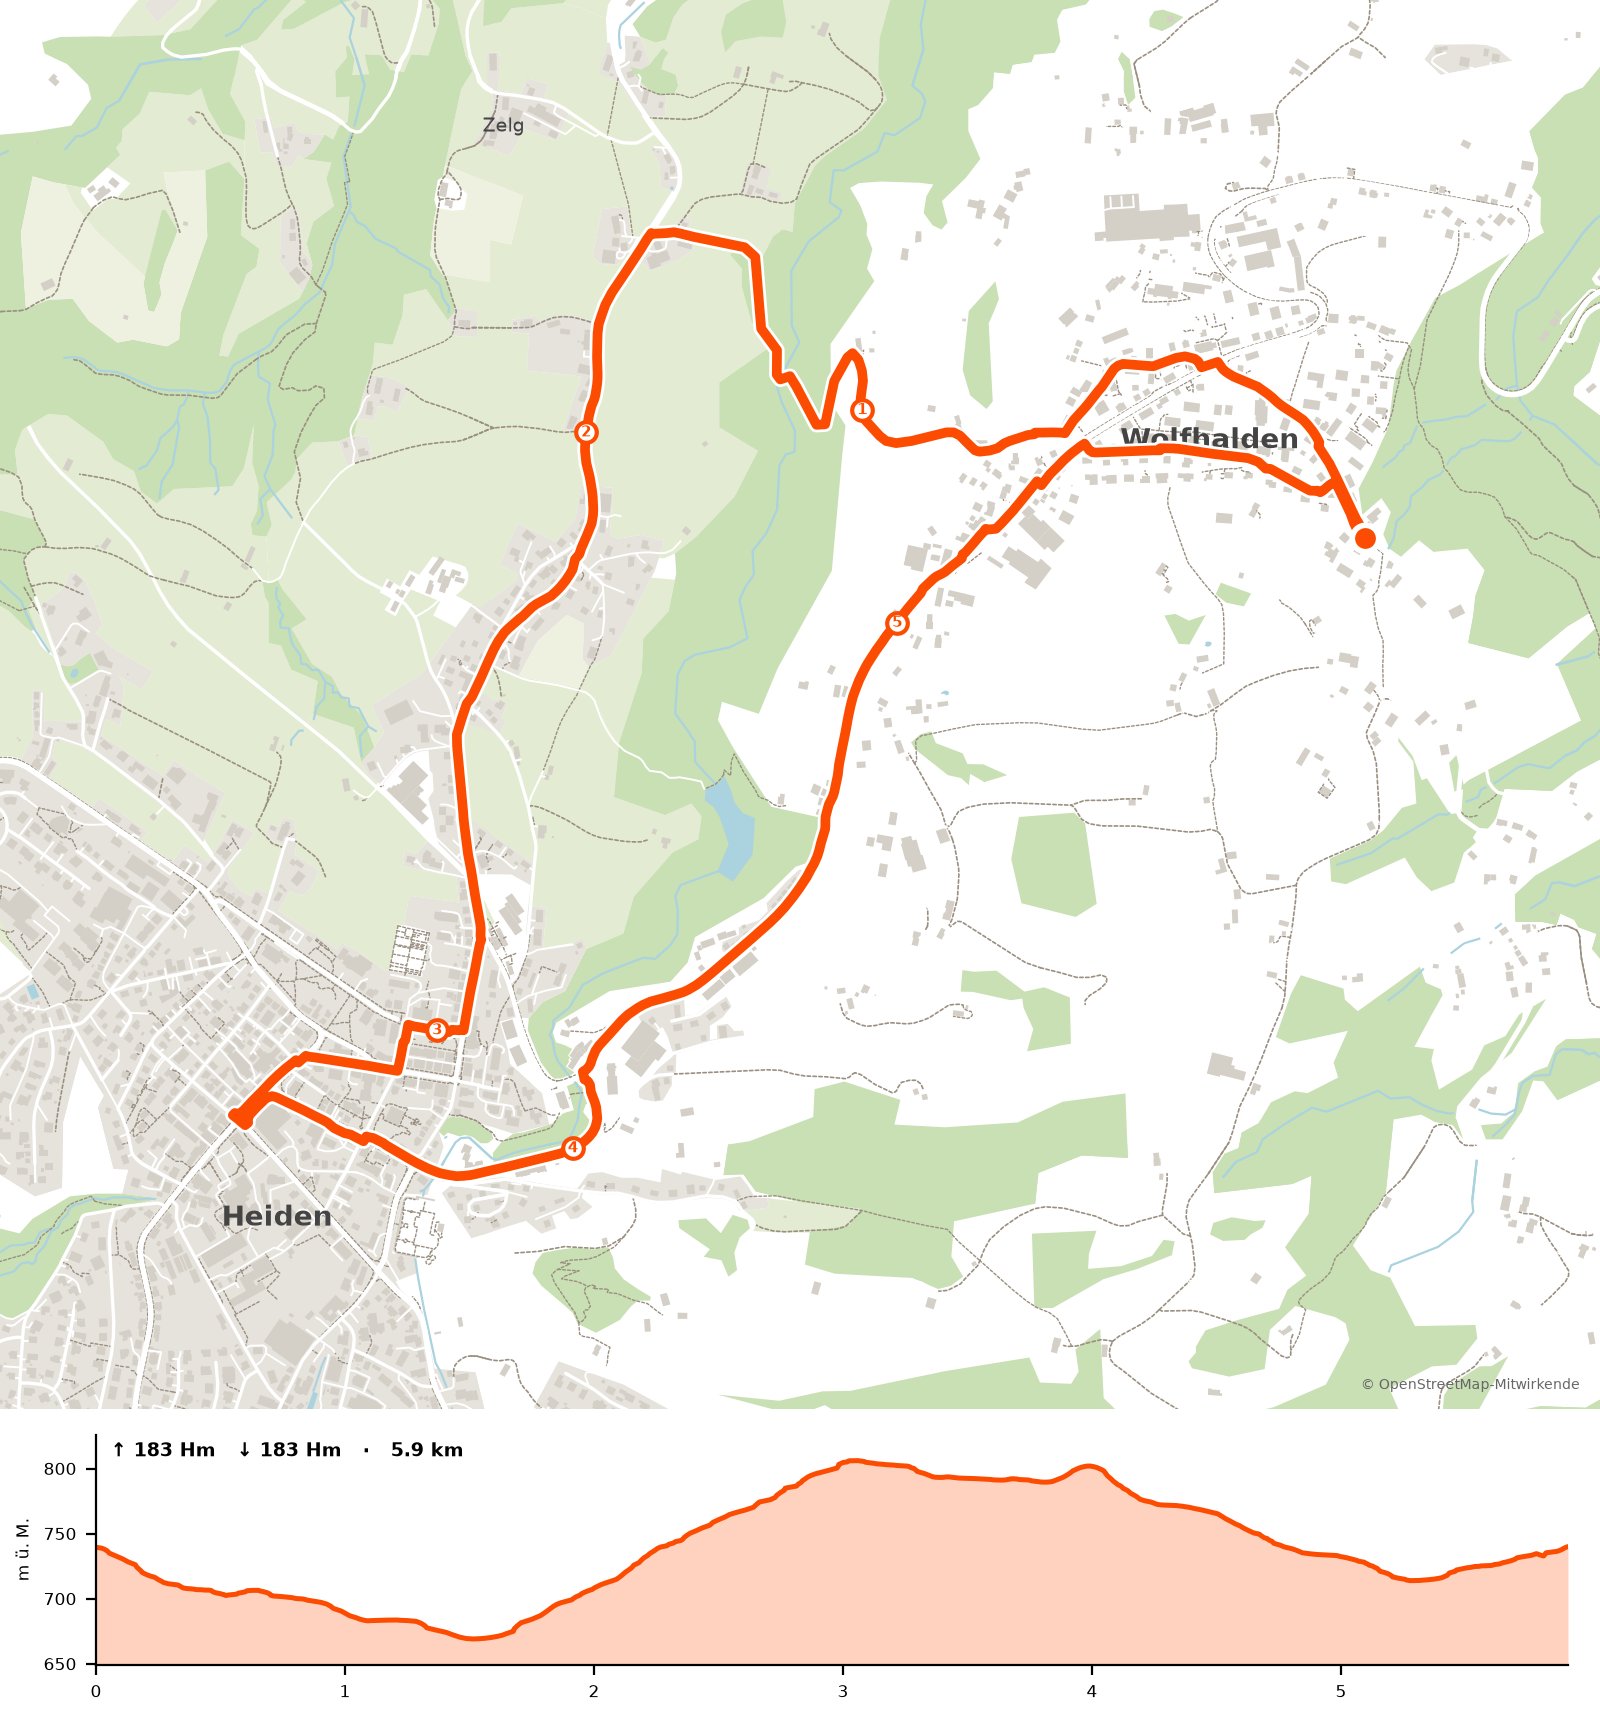 Zelg
1
2
Wolfhalden
5
3
4
Heiden
© OpenStreetMap-Mitwirkende
↑ 183 Hm ↓ 183 Hm · 5.9 km
800
750
700
650
m ü. M.
0 1 2 3 4 5